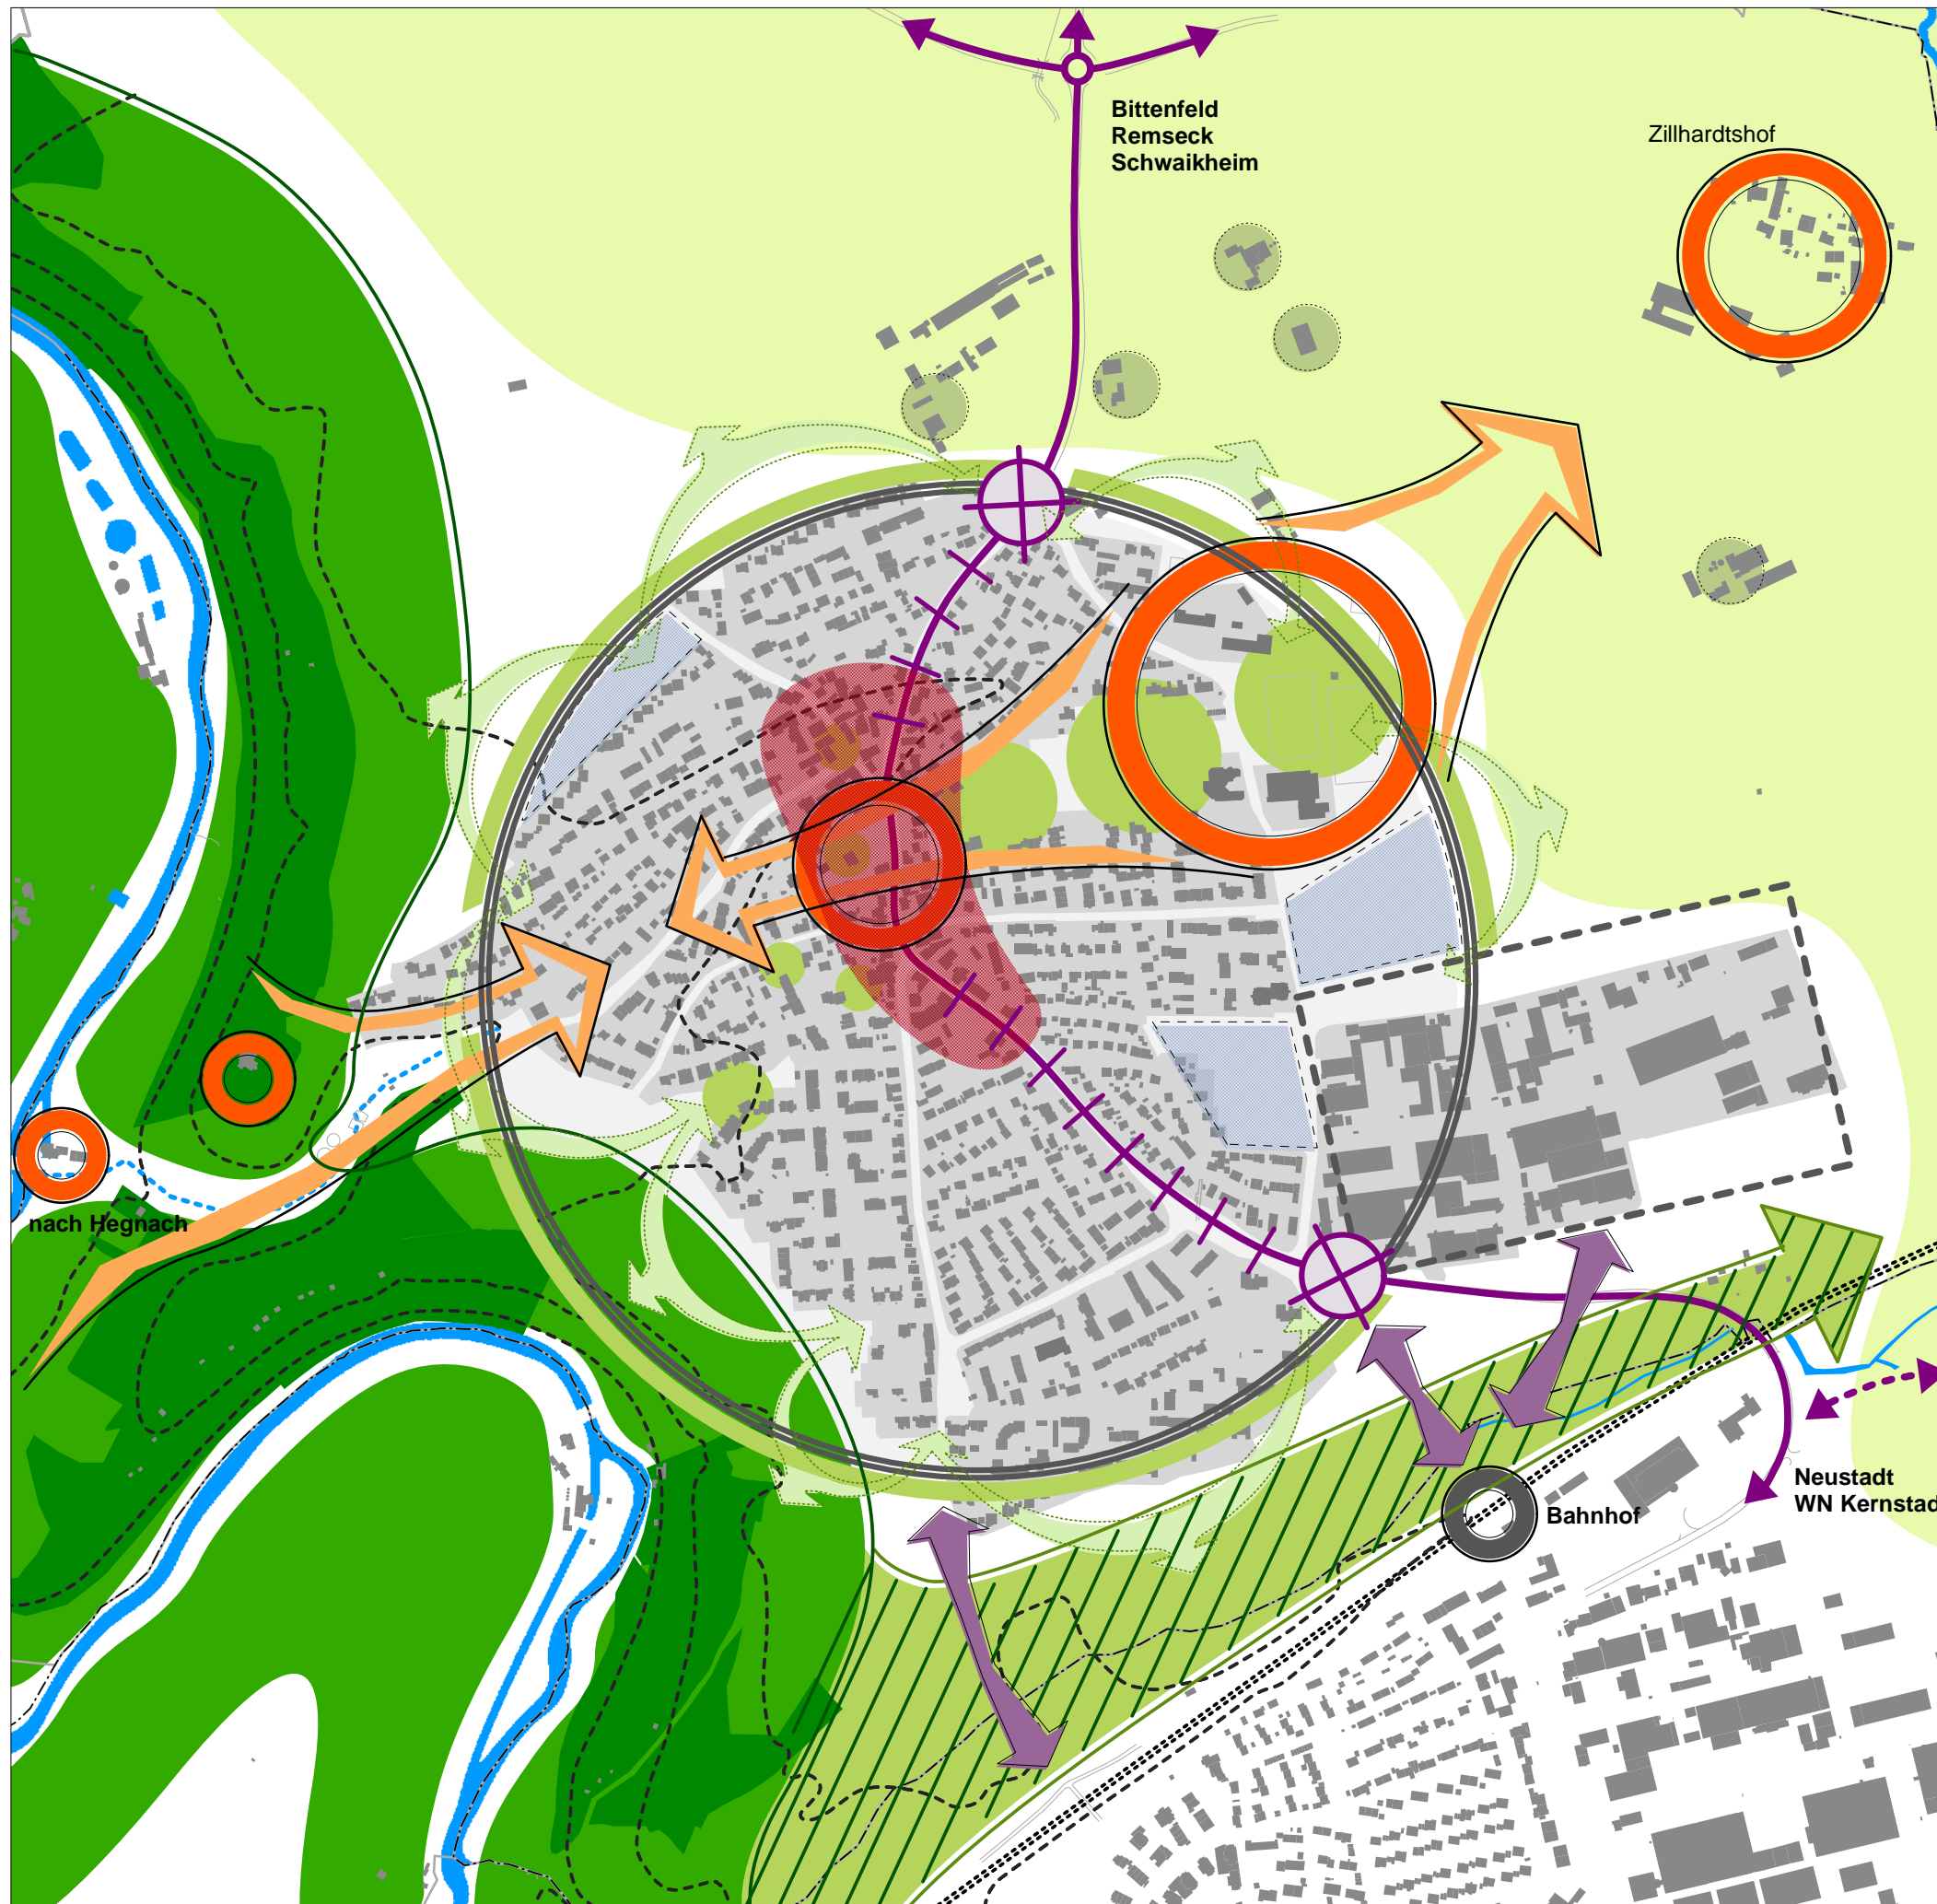 Bittenfeld
Remseck
Schwaikheim
Zillhardtshof
nach Hegnach
Bahnhof
Neustadt
WN Kernstad